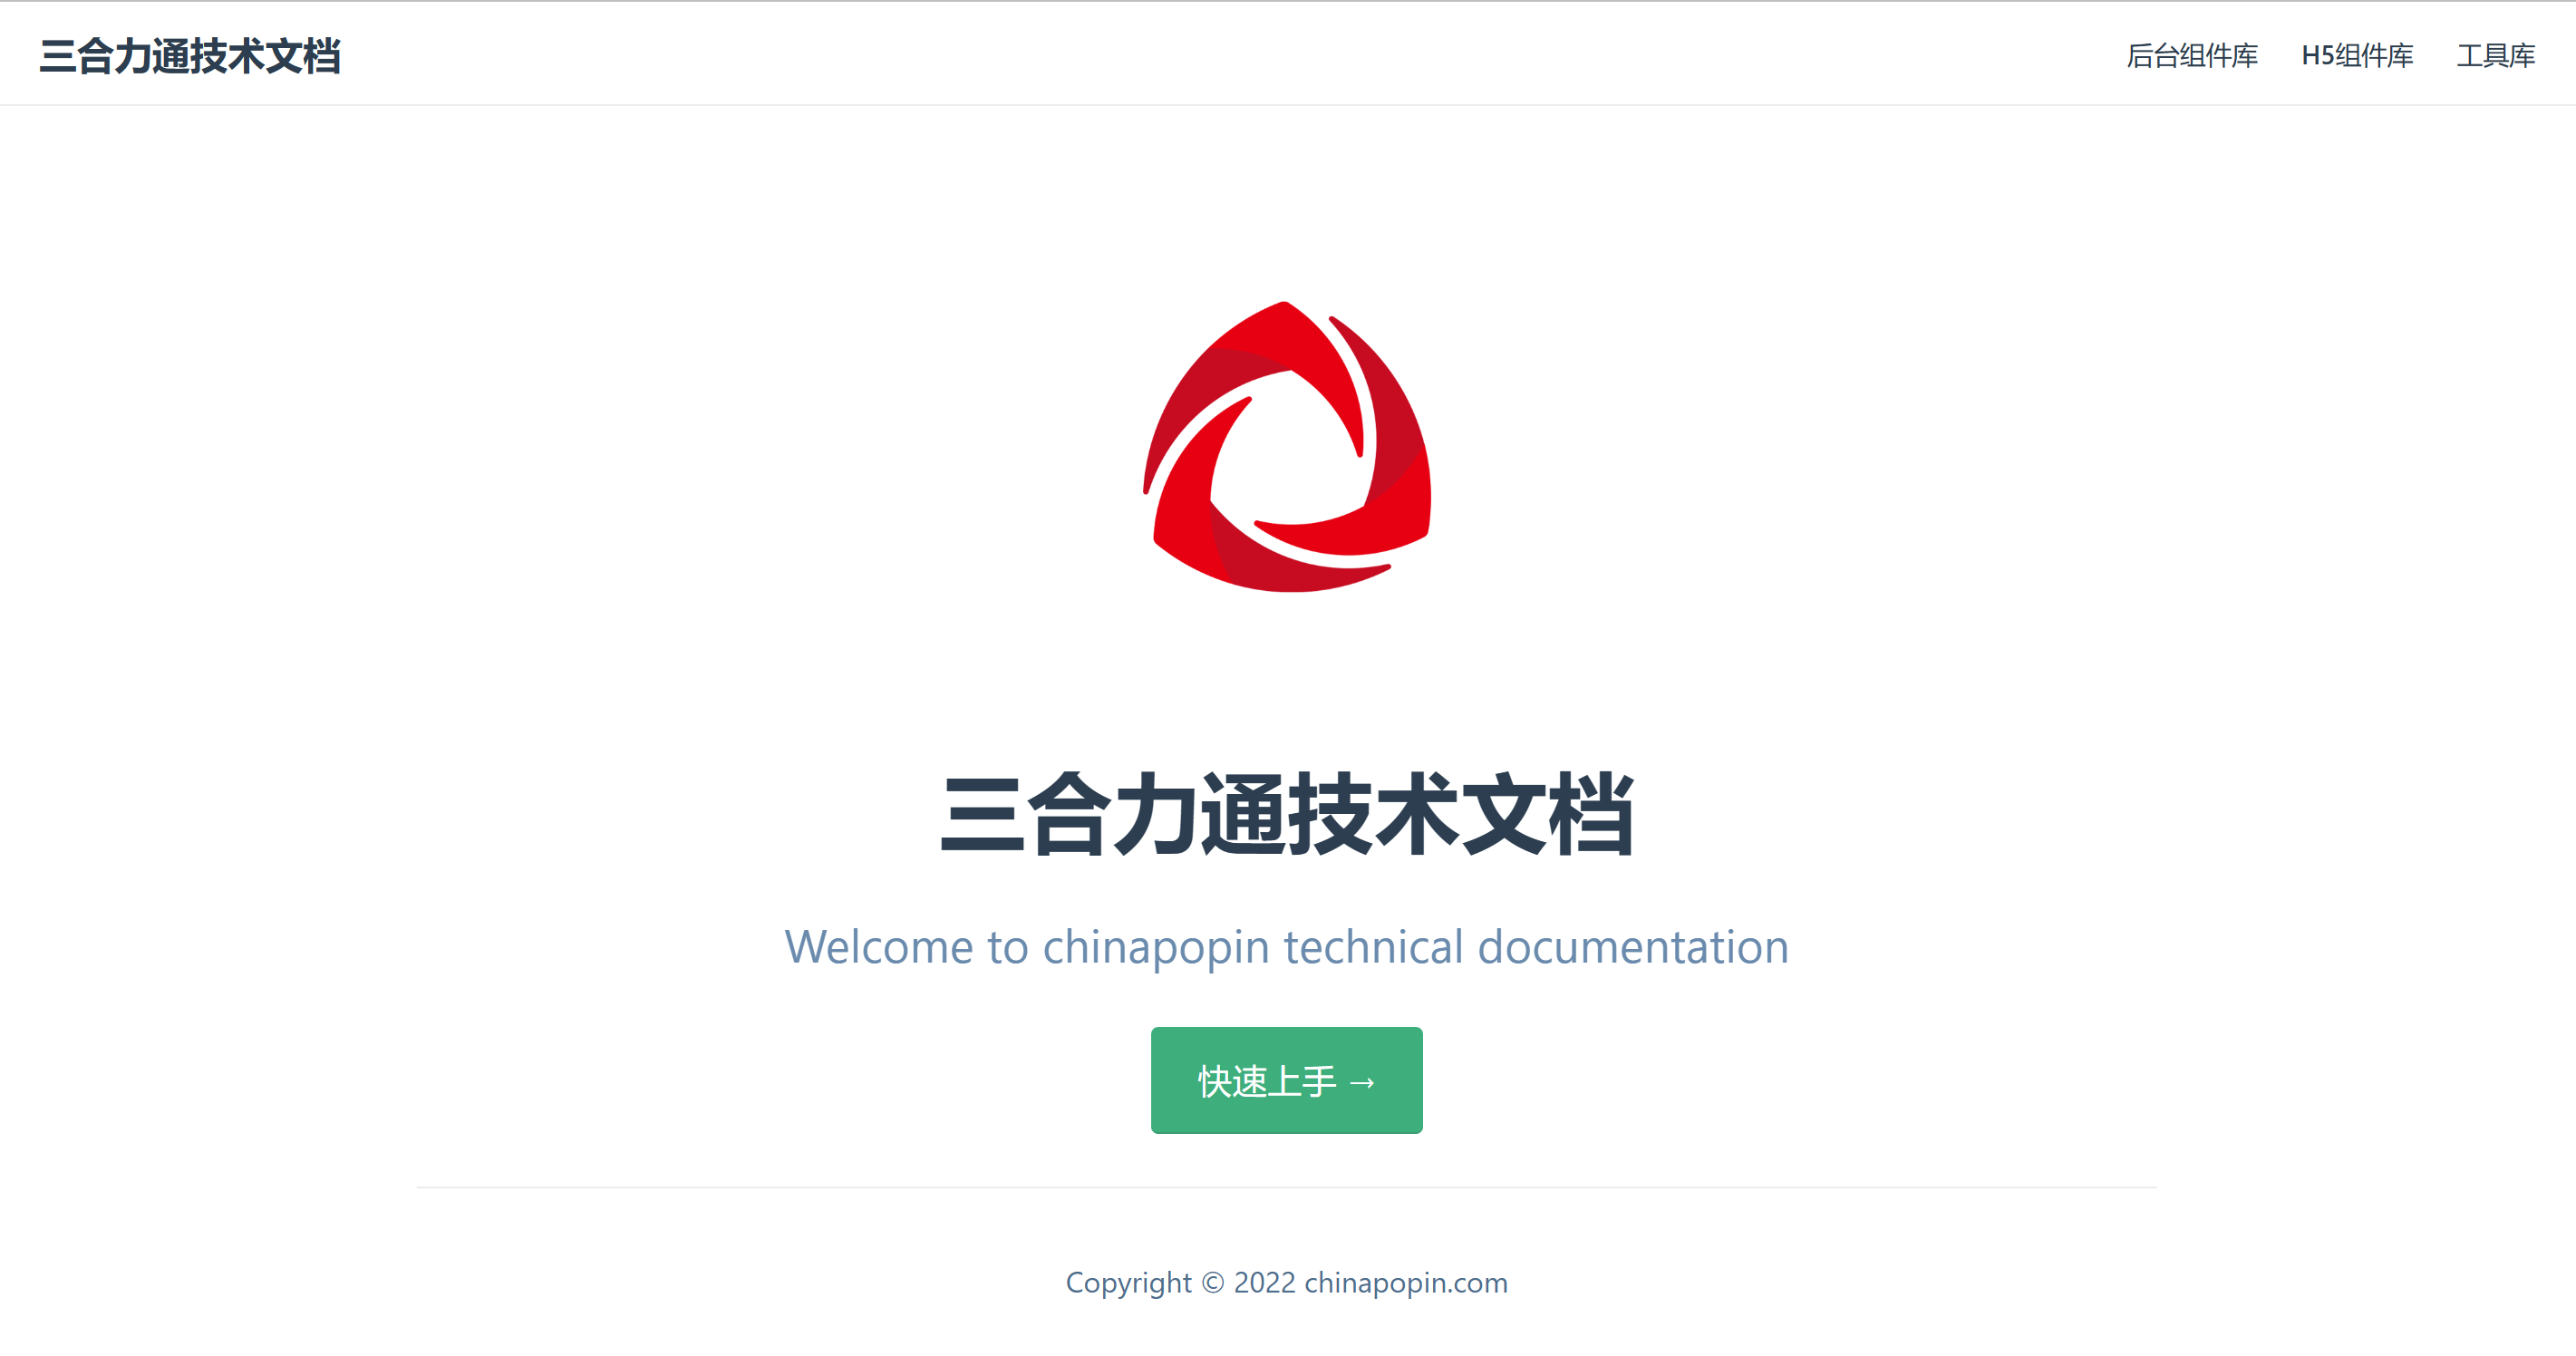 三合力通技术文档
后台组件库 H5组件库 工具库
三合力通技术文档
Welcome to chinapopin technical documentation
快速上手 →
Copyright © 2022 chinapopin.com